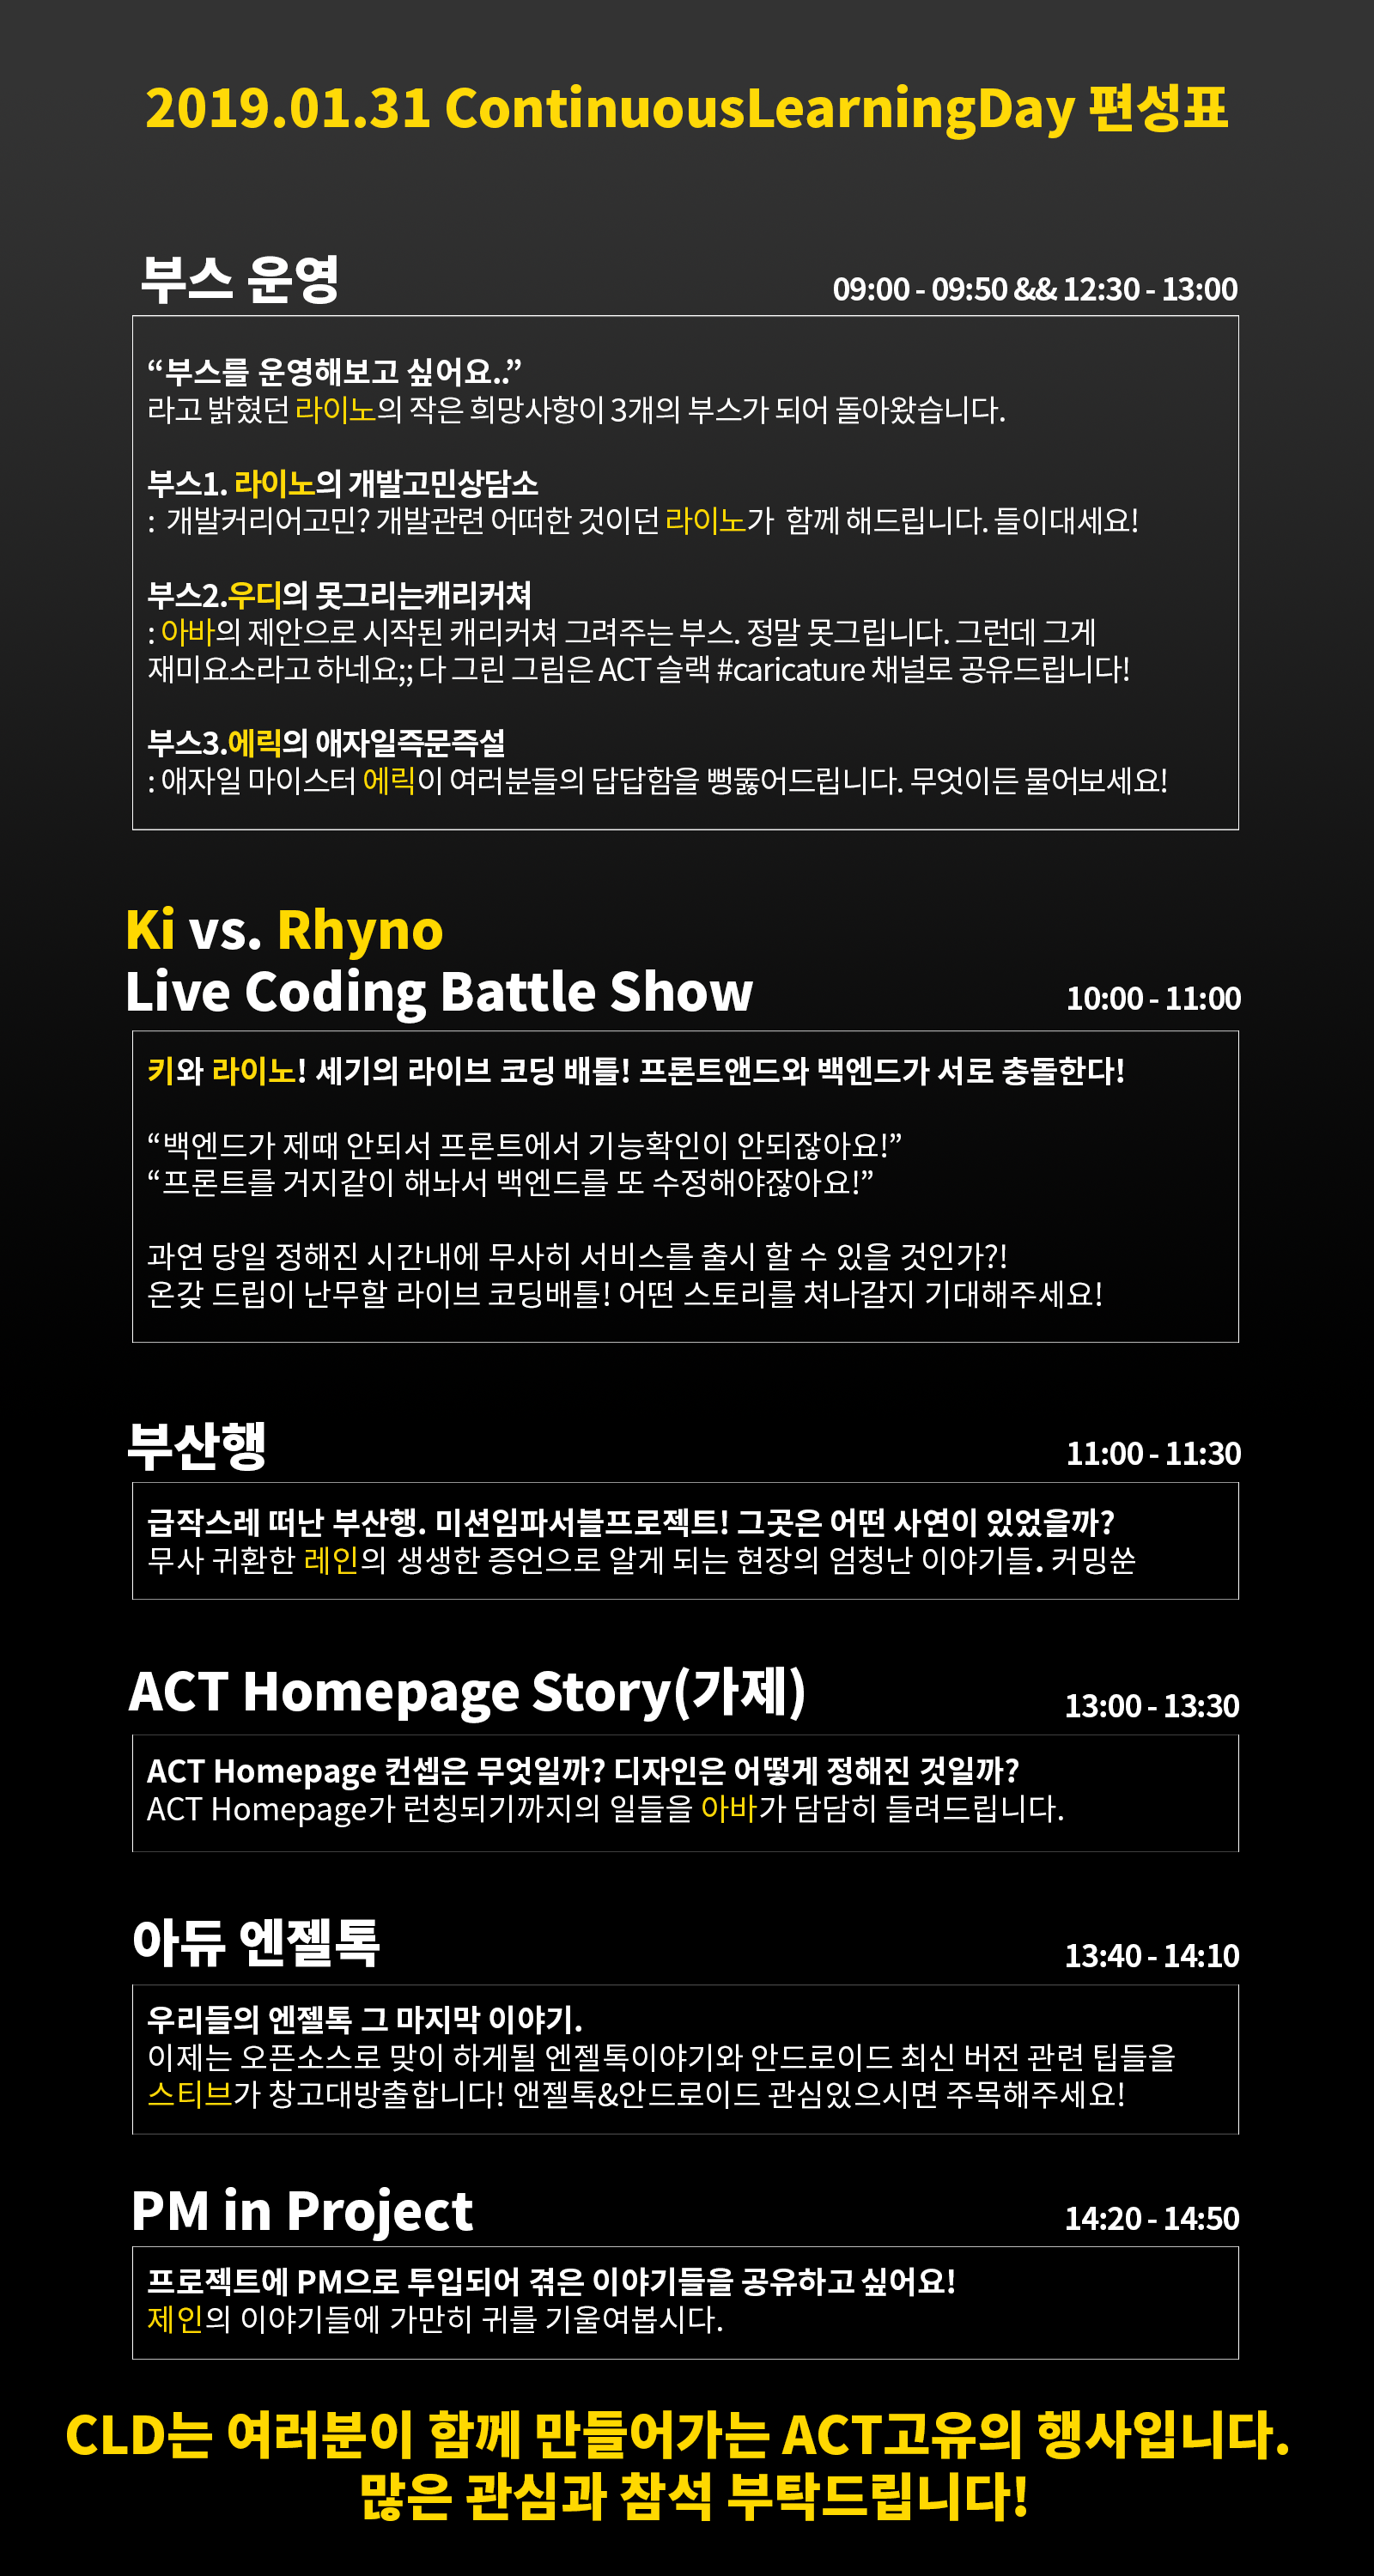 2019.01.31 ContinuousLearningDay 편성표
부스 운영
09:00 - 09:50 && 12:30 - 13:00
“부스를 운영해보고 싶어요..”
라고 밝혔던 라이노의 작은 희망사항이 3개의 부스가 되어 돌아왔습니다.
부스1. 라이노의 개발고민상담소
: 개발커리어고민? 개발관련 어떠한 것이던 라이노가 함께 해드립니다. 들이대세요!
부스2.우디의 못그리는캐리커쳐
: 아바의 제안으로 시작된 캐리커쳐 그려주는 부스. 정말 못그립니다. 그런데 그게
재미요소라고 하네요;; 다 그린 그림은 ACT 슬랙 #caricature 채널로 공유드립니다!
부스3.에릭의 애자일즉문즉설
: 애자일 마이스터 에릭이 여러분들의 답답함을 뻥뚫어드립니다. 무엇이든 물어보세요!
Ki vs. Rhyno
Live Coding Battle Show
10:00 - 11:00
키와 라이노! 세기의 라이브 코딩 배틀! 프론트앤드와 백엔드가 서로 충돌한다!
“백엔드가 제때 안되서 프론트에서 기능확인이 안되잖아요!”
“프론트를 거지같이 해놔서 백엔드를 또 수정해야잖아요!”
과연 당일 정해진 시간내에 무사히 서비스를 출시 할 수 있을 것인가?!
온갖 드립이 난무할 라이브 코딩배틀! 어떤 스토리를 쳐나갈지 기대해주세요!
부산행
11:00 - 11:30
급작스레 떠난 부산행. 미션임파서블프로젝트! 그곳은 어떤 사연이 있었을까?
무사 귀환한 레인의 생생한 증언으로 알게 되는 현장의 엄청난 이야기들. 커밍쑨
ACT Homepage Story(가제)
13:00 - 13:30
ACT Homepage 컨셉은 무엇일까? 디자인은 어떻게 정해진 것일까?
ACT Homepage가 런칭되기까지의 일들을 아바가 담담히 들려드립니다.
아듀 엔젤톡
13:40 - 14:10
우리들의 엔젤톡 그 마지막 이야기.
이제는 오픈소스로 맞이 하게될 엔젤톡이야기와 안드로이드 최신 버전 관련 팁들을
스티브가 창고대방출합니다! 앤젤톡&안드로이드 관심있으시면 주목해주세요!
PM in Project
14:20 - 14:50
프로젝트에 PM으로 투입되어 겪은 이야기들을 공유하고 싶어요!
제인의 이야기들에 가만히 귀를 기울여봅시다.
CLD는 여러분이 함께 만들어가는 ACT고유의 행사입니다.
많은 관심과 참석 부탁드립니다!